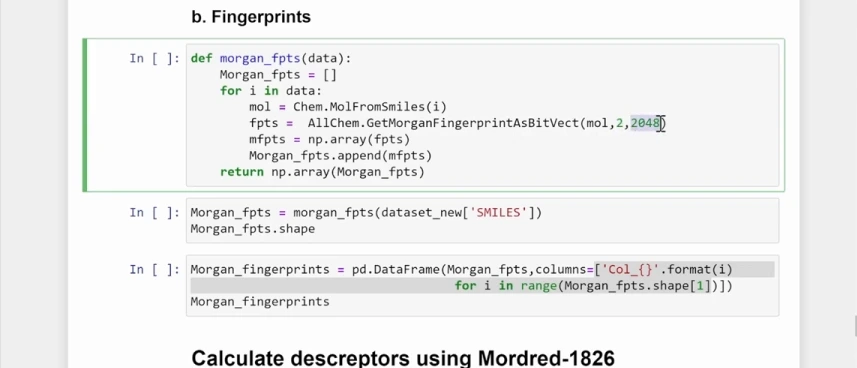 b. Fingerprints
In [ ]: def morgan_fpts(data):
Morgan_fpts = []
for i in data:
mol = Chem.MolFromSmiles(i)
fpts =  AllChem.GetMorganFingerprintAsBitVect(mol,2,2048)
mfpts = np.array(fpts)
Morgan_fpts.append(mfpts)
return np.array(Morgan_fpts)
In [ ]: Morgan_fpts = morgan_fpts(dataset_new['SMILES'])
Morgan_fpts.shape
In [ ]: Morgan_fingerprints = pd.DataFrame(Morgan_fpts,columns=['Col_{}'.format(i)
for i in range(Morgan_fpts.shape[1])])
Morgan_fingerprints
Calculate descreptors using Mordred-1826